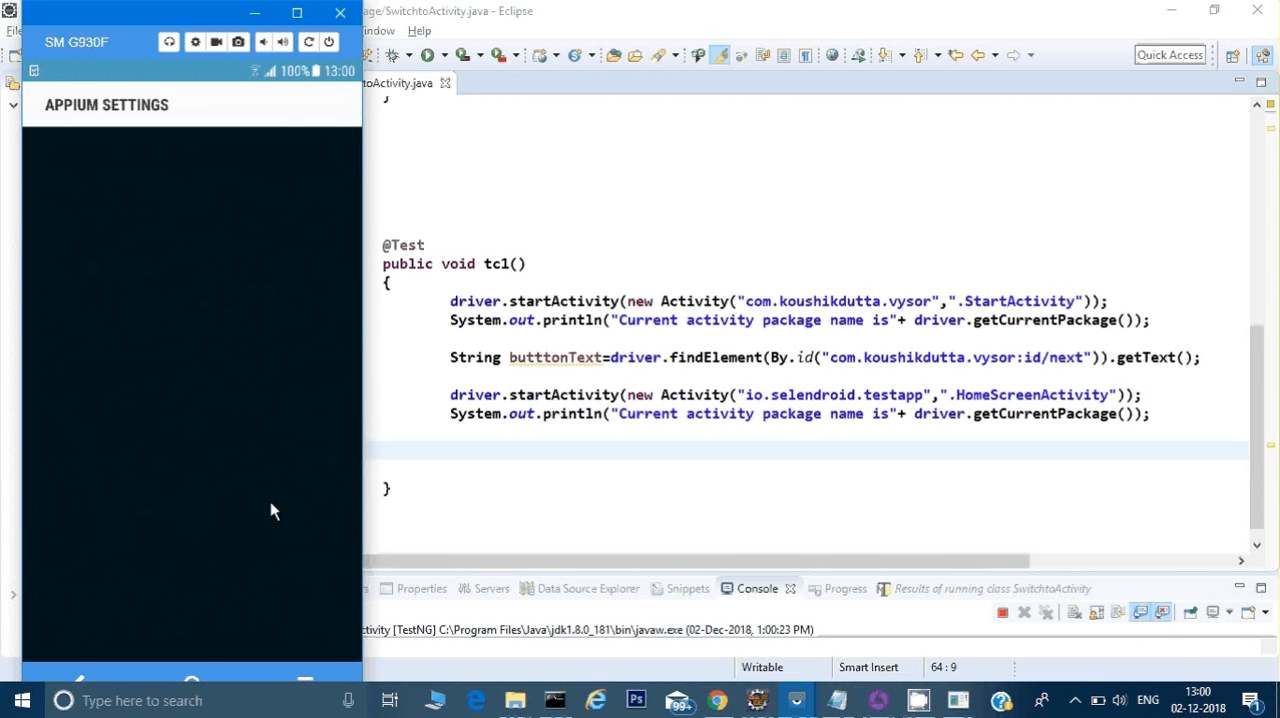 age/SwitchtoActivity.java - Eclipse
SM G930F
indow Help
Quick Access
100% 13:00
toActivity.java
APPIUM SETTINGS
;
@Test
public void tc1()
{
driver.startActivity(new Activity("com.koushikdutta.vysor",".StartActivity"));
System.out.println("Current activity package name is"+ driver.getCurrentPackage());
String butttonText=driver.findElement(By.id("com.koushikdutta.vysor:id/next")).getText();
driver.startActivity(new Activity("io.selendroid.testapp",".HomeScreenActivity"));
System.out.println("Current activity package name is"+ driver.getCurrentPackage());
}
Properties Servers Data Source Explorer Snippets Console Progress Results of running class SwitchtoActivity
ctivity [TestNG] C:\Program Files\Java\jdk1.8.0_181\bin\javaw.exe (02-Dec-2018, 1:00:23 PM)
Writable Smart Insert 64 : 9
Type here to search Ps 99+ ENG 13:00
02-12-2018